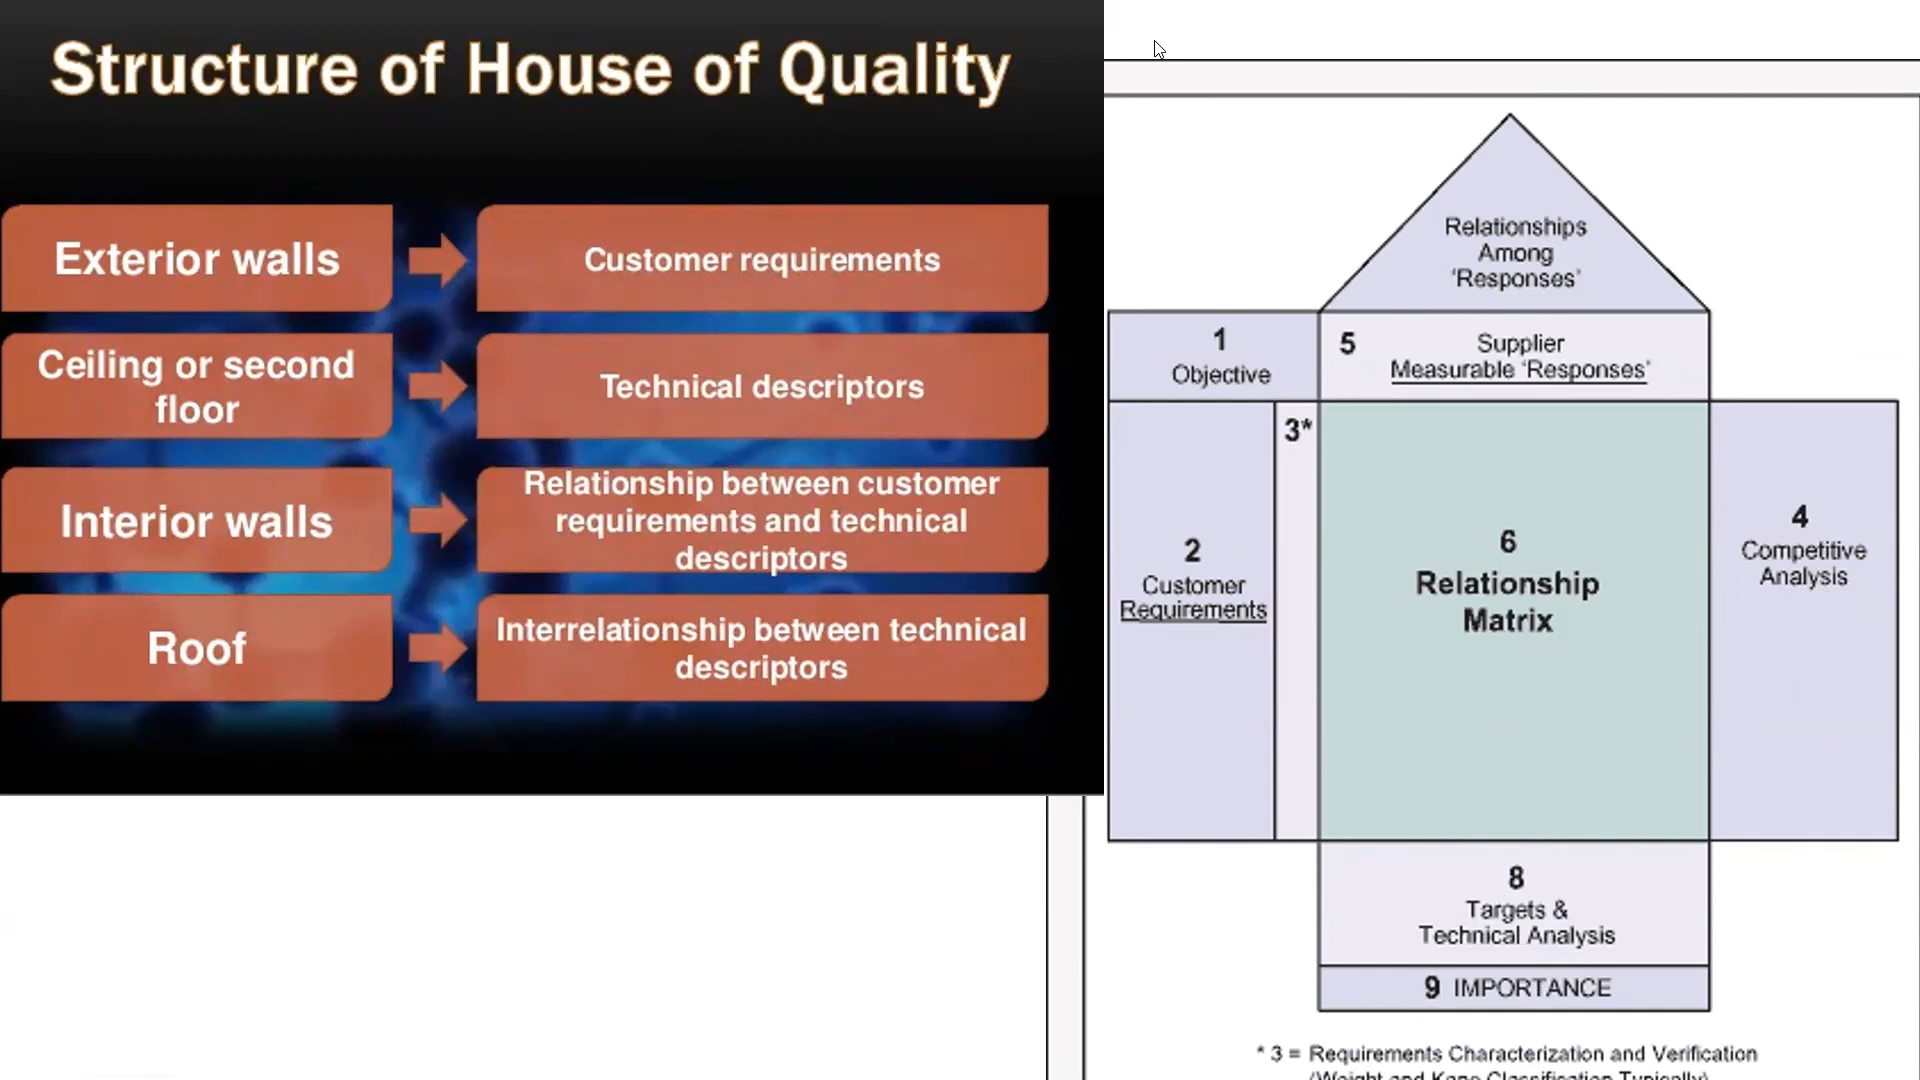 Structure of House of Quality
Exterior walls
Customer requirements
Ceiling or second
floor
Technical descriptors
Interior walls
Relationship between customer
requirements and technical
descriptors
Roof
Interrelationship between technical
descriptors
Relationships
Among
'Responses'
1
Objective
5
Supplier
Measurable 'Responses'
3*
2
Customer
Requirements
6
Relationship
Matrix
4
Competitive
Analysis
8
Targets &
Technical Analysis
9 IMPORTANCE
* 3 = Requirements Characterization and Verification
(Weight and Kano Classification Typically)